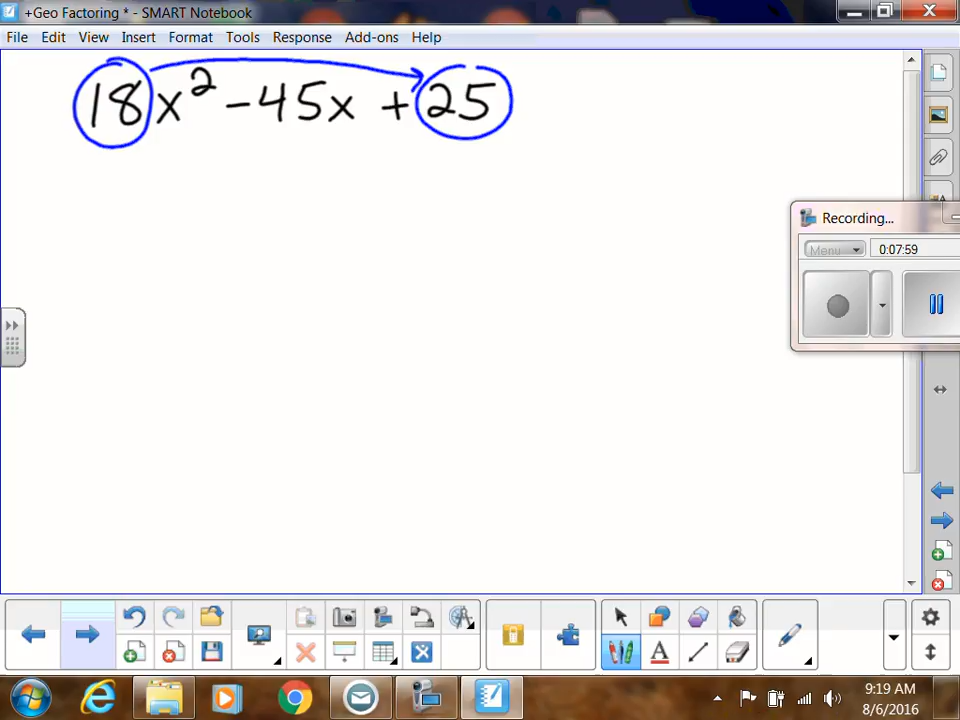 +Geo Factoring * - SMART Notebook
File Edit View Insert Format Tools Response Add-ons Help
18x² - 45x + 25
Recording...
Menu 0:07:59
A
9:19 AM
8/6/2016